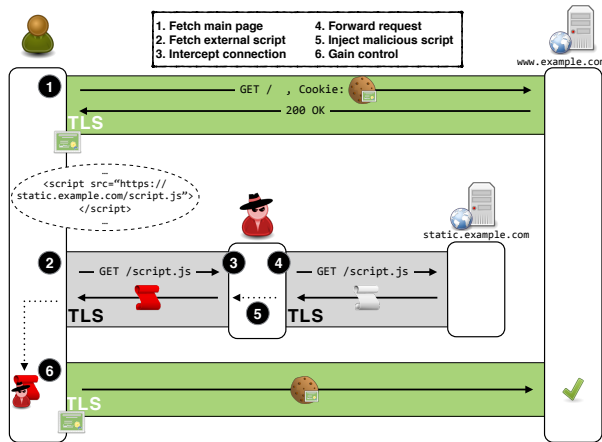 1. Fetch main page
2. Fetch external script
3. Intercept connection
4. Forward request
5. Inject malicious script
6. Gain control
www.example.com
1
GET / , Cookie:
200 OK
TLS
…
<script src=“https://
static.example.com/script.js”>
</script>
…
static.example.com
2
GET /script.js
3
4
GET /script.js
5
TLS
TLS
6
TLS